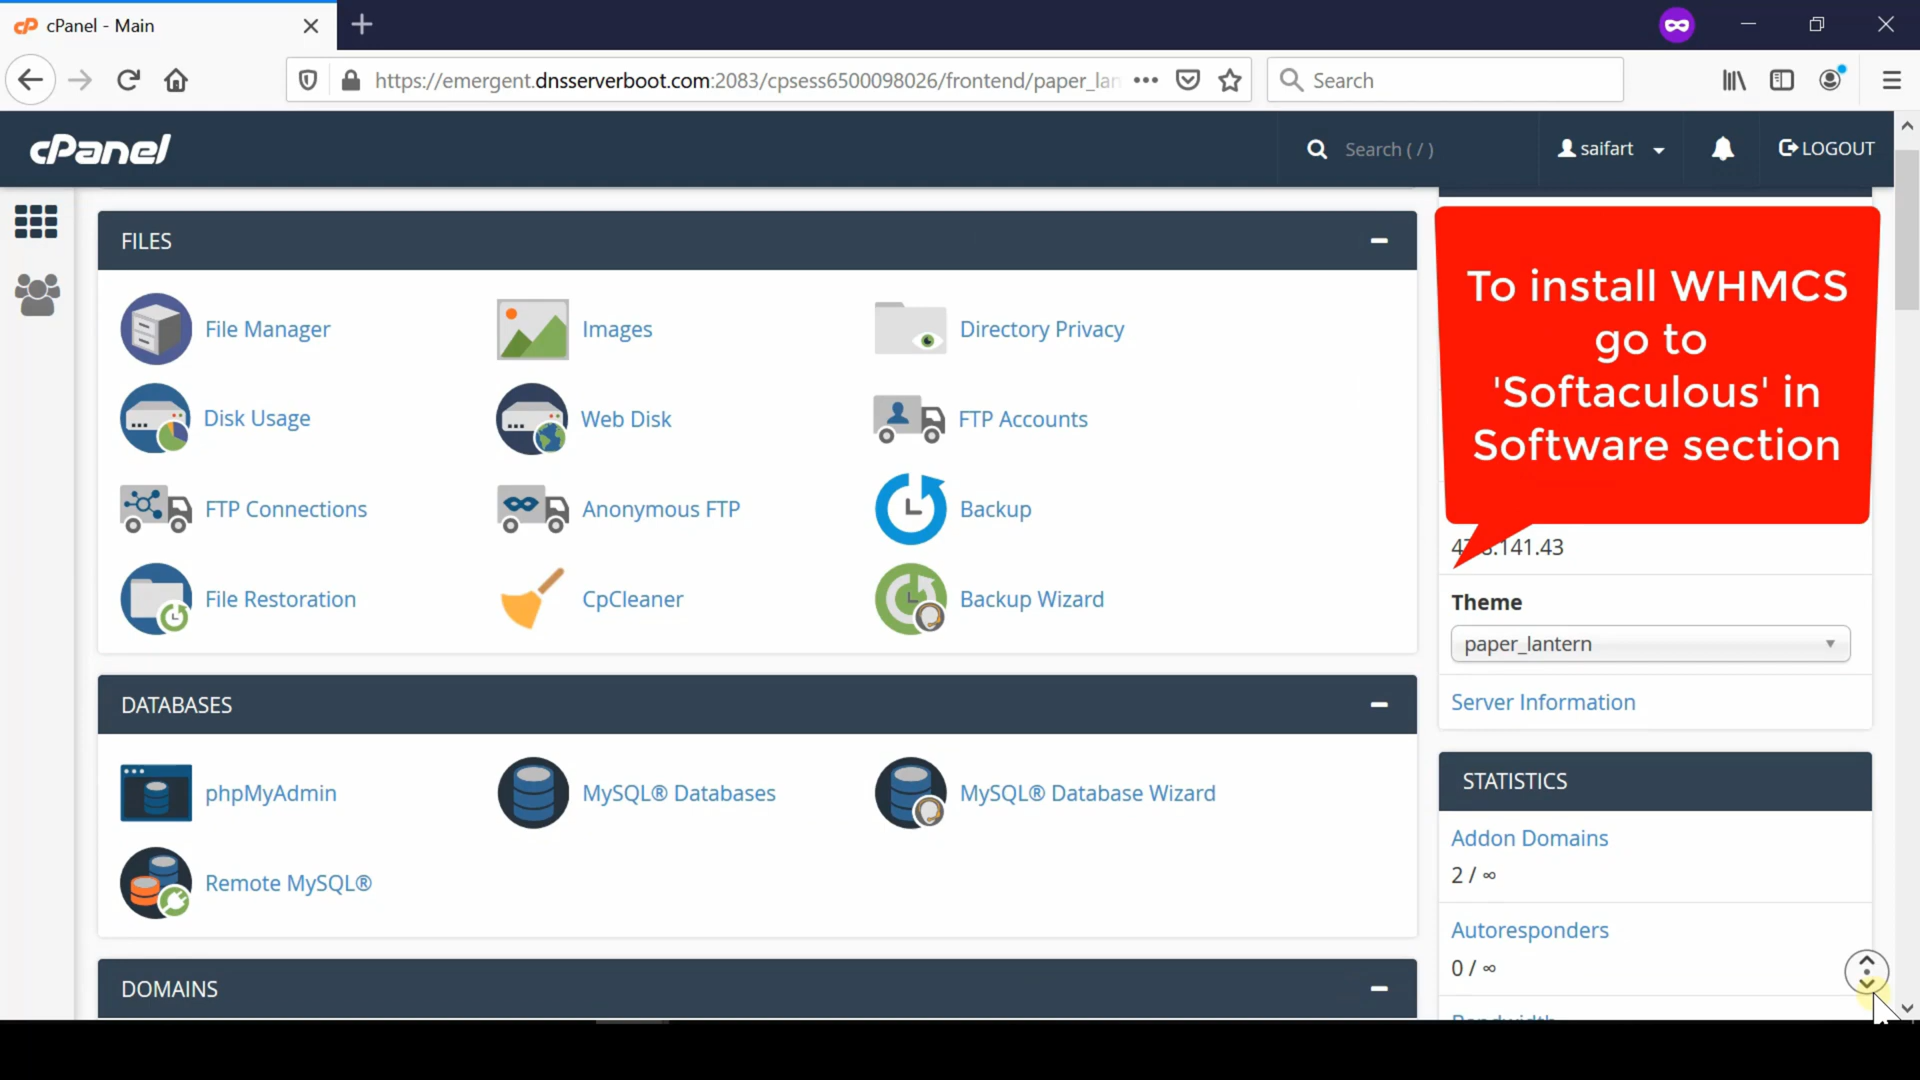 cPanel - Main
https://emergent.dnsserverboot.com:2083/cpsess6500098026/frontend/paper_lan
Search
cPanel
Search ( / )
saifart
LOGOUT
FILES
File Manager
Images
Directory Privacy
Disk Usage
Web Disk
FTP Accounts
FTP Connections
Anonymous FTP
Backup
File Restoration
CpCleaner
Backup Wizard
DATABASES
phpMyAdmin
MySQL® Databases
MySQL® Database Wizard
Remote MySQL®
DOMAINS
To install WHMCS
go to
'Softaculous' in
Software section
.141.43
Theme
paper_lantern
Server Information
STATISTICS
Addon Domains
2 / ∞
Autoresponders
0 / ∞